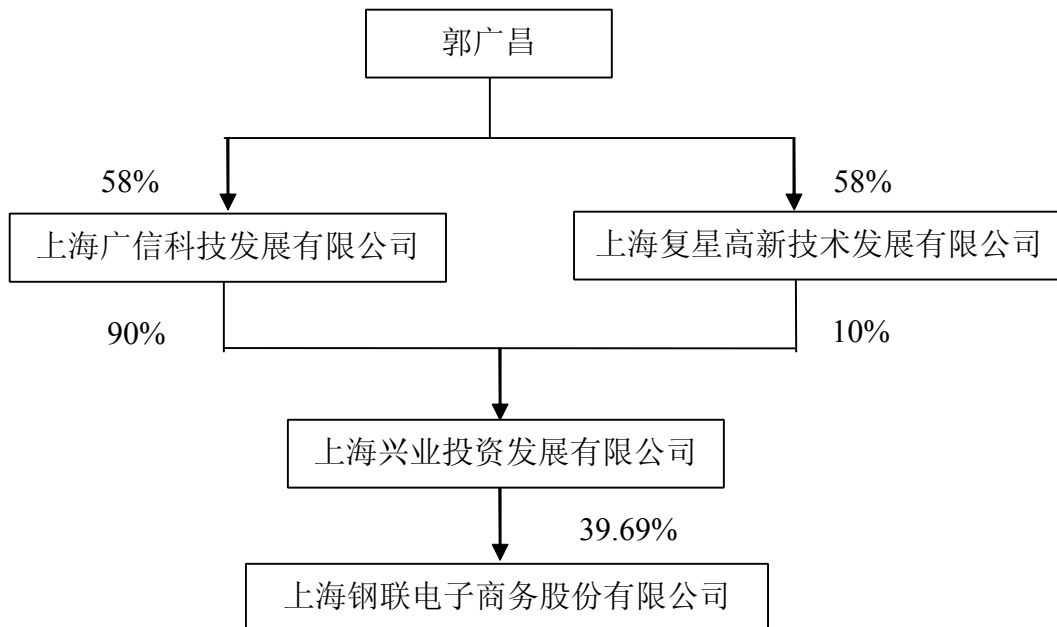 郭广昌
58%
58%
上海广信科技发展有限公司
上海复星高新技术发展有限公司
90%
10%
上海兴业投资发展有限公司
39.69%
上海钢联电子商务股份有限公司